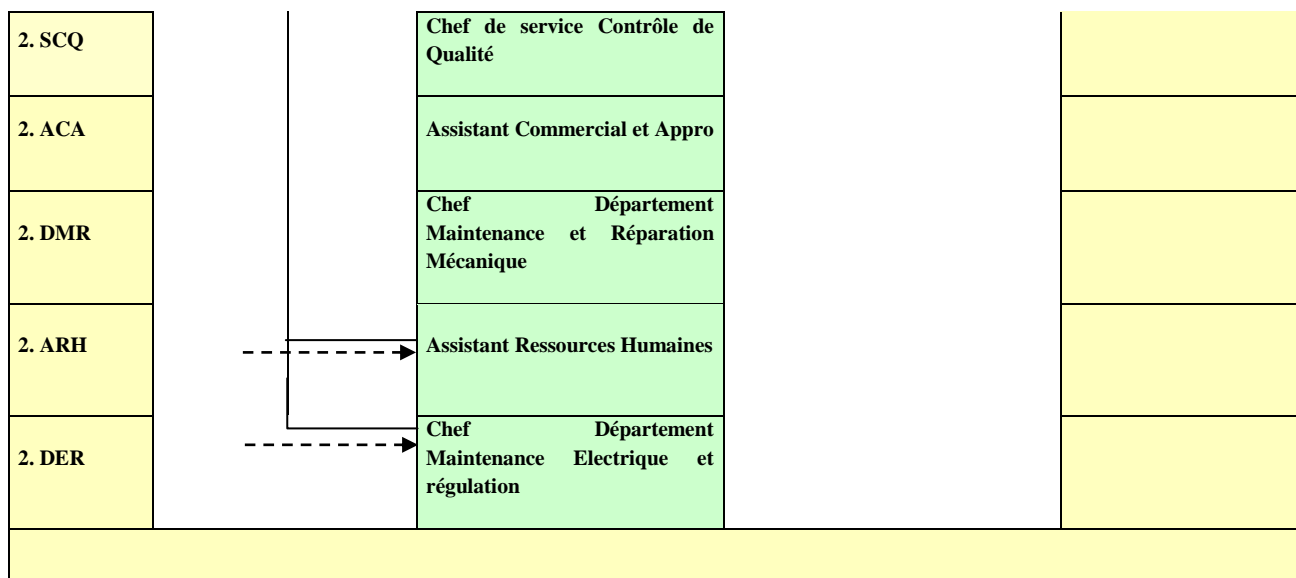 2. SCQ
Chef de service Contrôle de
Qualité
2. ACA
Assistant Commercial et Appro
2. DMR
Chef Département
Maintenance et Réparation
Mécanique
2. ARH
Assistant Ressources Humaines
2. DER
Chef Département
Maintenance Electrique et
régulation